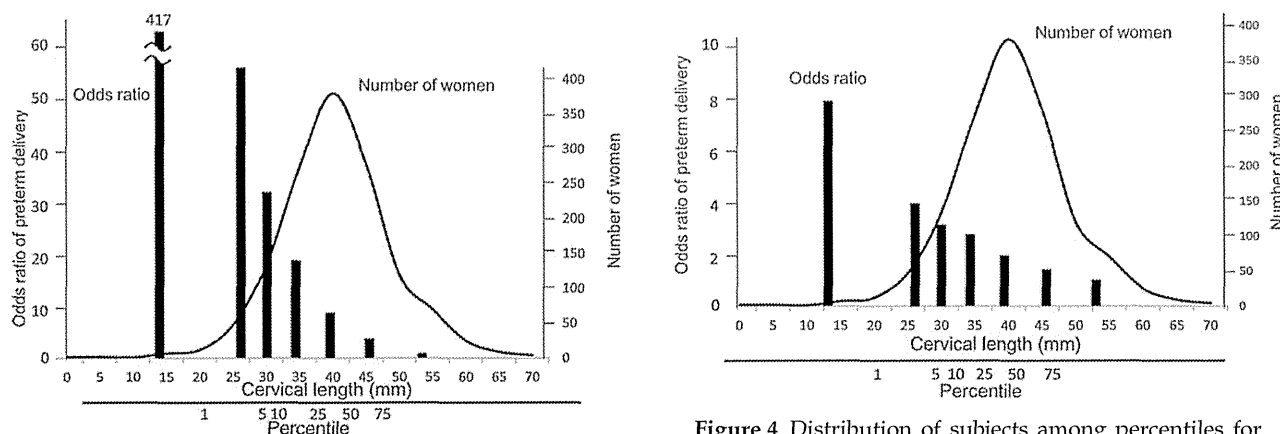 417
60
50
40
30
20
10
0
Odds ratio of preterm delivery
Odds ratio
Number of women
400
350
300
250
200
150
100
50
0
Number of women
0 5 10 15 20 25 30 35 40 45 50 55 60 65 70
Cervical length (mm)
1 5 10 25 50 75
Percentile
10
8
6
4
2
0
Odds ratio of preterm delivery
Odds ratio
Number of women
400
350
300
250
200
150
100
50
0
Number of women
0 5 10 15 20 25 30 35 40 45 50 55 60 65 70
Cervical length (mm)
1 5 10 25 50 75
Percentile
Figure 4 Distribution of subjects among percentiles for